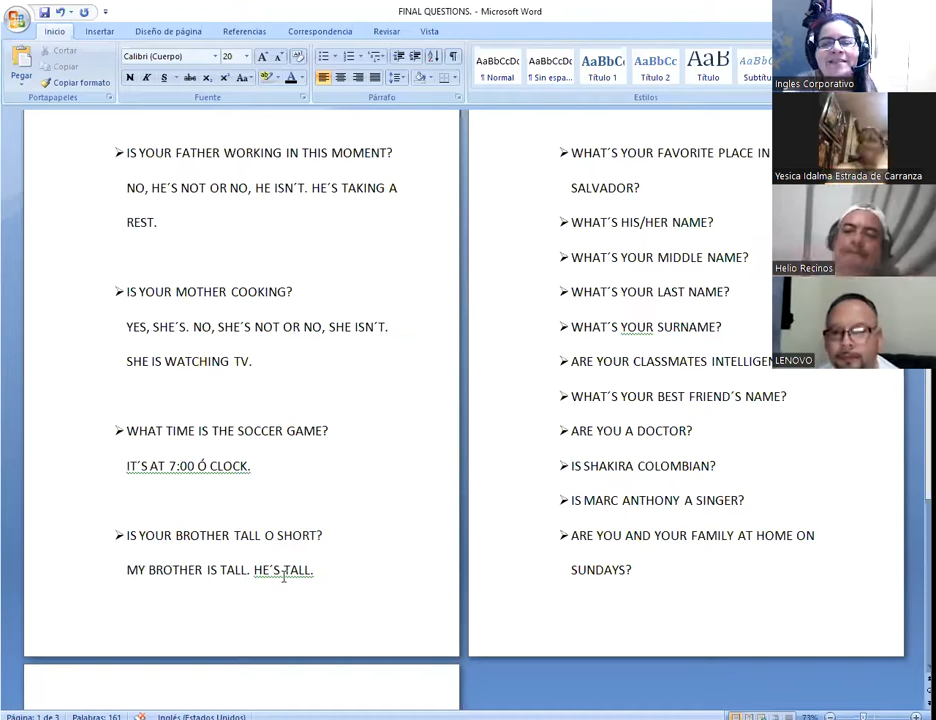 FINAL QUESTIONS. - Microsoft Word
Inicio Insertar Diseño de página Referencias Correspondencia Revisar Vista
Pegar
Cortar
Copiar
Copiar formato
Portapapeles
Calibri (Cuerpo) 20
N K S abe x₂ x² Aa
Fuente
Párrafo
AaBbCcDc AaBbCcDc AaBbCc AaBbCc AaB AaBbCc
¶ Normal ¶ Sin espa... Título 1 Título 2 Título Subtítu
Estilos
IS YOUR FATHER WORKING IN THIS MOMENT?
NO, HE´S NOT OR NO, HE ISN´T. HE´S TAKING A
REST.
IS YOUR MOTHER COOKING?
YES, SHE´S. NO, SHE´S NOT OR NO, SHE ISN´T.
SHE IS WATCHING TV.
WHAT TIME IS THE SOCCER GAME?
IT´S AT 7:00 Ó CLOCK.
IS YOUR BROTHER TALL O SHORT?
MY BROTHER IS TALL. HE´S TALL.
WHAT´S YOUR FAVORITE PLACE IN
SALVADOR?
WHAT´S HIS/HER NAME?
WHAT´S YOUR MIDDLE NAME?
WHAT´S YOUR LAST NAME?
WHAT´S YOUR SURNAME?
ARE YOUR CLASSMATES INTELLIGEN
WHAT´S YOUR BEST FRIEND´S NAME?
ARE YOU A DOCTOR?
IS SHAKIRA COLOMBIAN?
IS MARC ANTHONY A SINGER?
ARE YOU AND YOUR FAMILY AT HOME ON
SUNDAYS?
Ingles Corporativo
Yesica Idalma Estrada de Carranza
Helio Recinos
LENOVO
Página: 1 de 3 Palabras: 161 Inglés (Estados Unidos) 73%